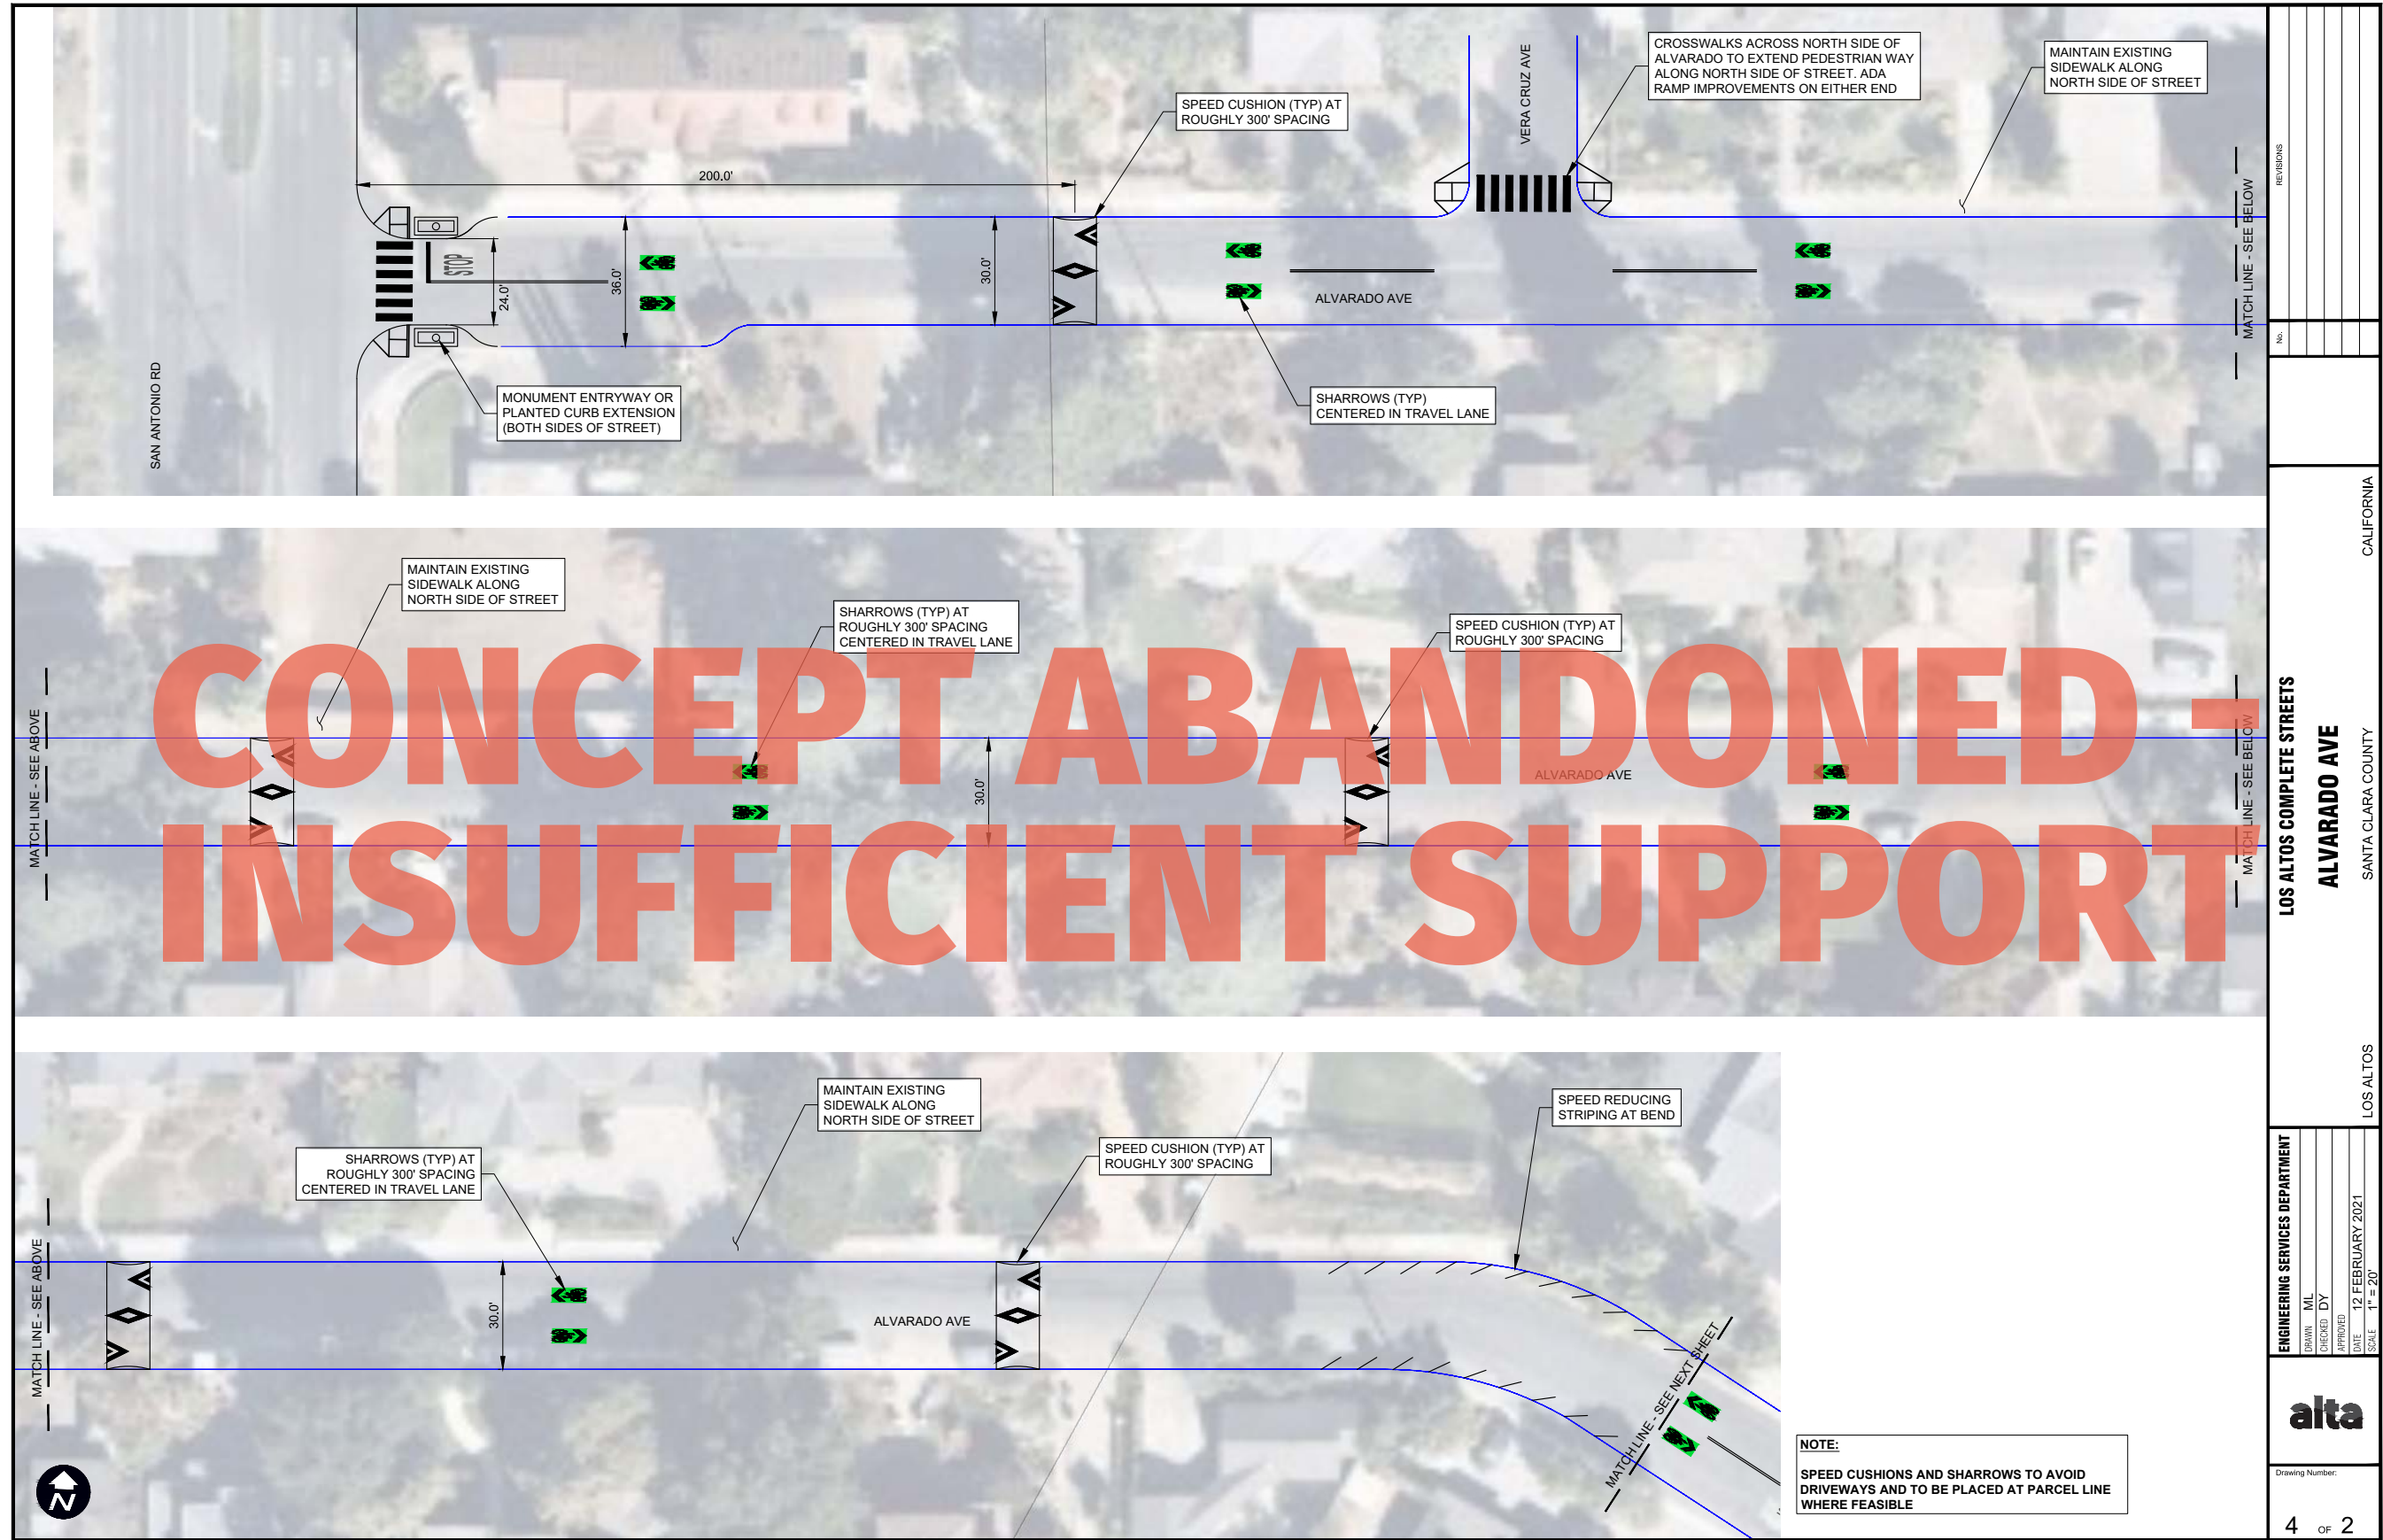 CROSSWALKS ACROSS NORTH SIDE OF
ALVARADO TO EXTEND PEDESTRIAN WAY
ALONG NORTH SIDE OF STREET. ADA
RAMP IMPROVEMENTS ON EITHER END
MAINTAIN EXISTING
SIDEWALK ALONG
NORTH SIDE OF STREET
SPEED CUSHION (TYP) AT
ROUGHLY 300' SPACING
VERA CRUZ AVE
200.0'
STOP
24.0'
36.0'
30.0'
ALVARADO AVE
MATCH LINE - SEE BELOW
SAN ANTONIO RD
MONUMENT ENTRYWAY OR
PLANTED CURB EXTENSION
(BOTH SIDES OF STREET)
SHARROWS (TYP)
CENTERED IN TRAVEL LANE
MAINTAIN EXISTING
SIDEWALK ALONG
NORTH SIDE OF STREET
SHARROWS (TYP) AT
ROUGHLY 300' SPACING
CENTERED IN TRAVEL LANE
SPEED CUSHION (TYP) AT
ROUGHLY 300' SPACING
MATCH LINE - SEE ABOVE
30.0'
ALVARADO AVE
MATCH LINE - SEE BELOW
CONCEPT ABANDONED -
INSUFFICIENT SUPPORT
MAINTAIN EXISTING
SIDEWALK ALONG
NORTH SIDE OF STREET
SPEED REDUCING
STRIPING AT BEND
SHARROWS (TYP) AT
ROUGHLY 300' SPACING
CENTERED IN TRAVEL LANE
SPEED CUSHION (TYP) AT
ROUGHLY 300' SPACING
MATCH LINE - SEE ABOVE
30.0'
ALVARADO AVE
MATCH LINE - SEE NEXT SHEET
N
NOTE:
SPEED CUSHIONS AND SHARROWS TO AVOID
DRIVEWAYS AND TO BE PLACED AT PARCEL LINE
WHERE FEASIBLE
REVISIONS
No.
LOS ALTOS COMPLETE STREETS
ALVARADO AVE
LOS ALTOS SANTA CLARA COUNTY CALIFORNIA
ENGINEERING SERVICES DEPARTMENT
DRAWN ML
CHECKED DY
APPROVED
DATE 12 FEBRUARY 2021
SCALE 1" = 20'
alta
Drawing Number:
4 OF 2